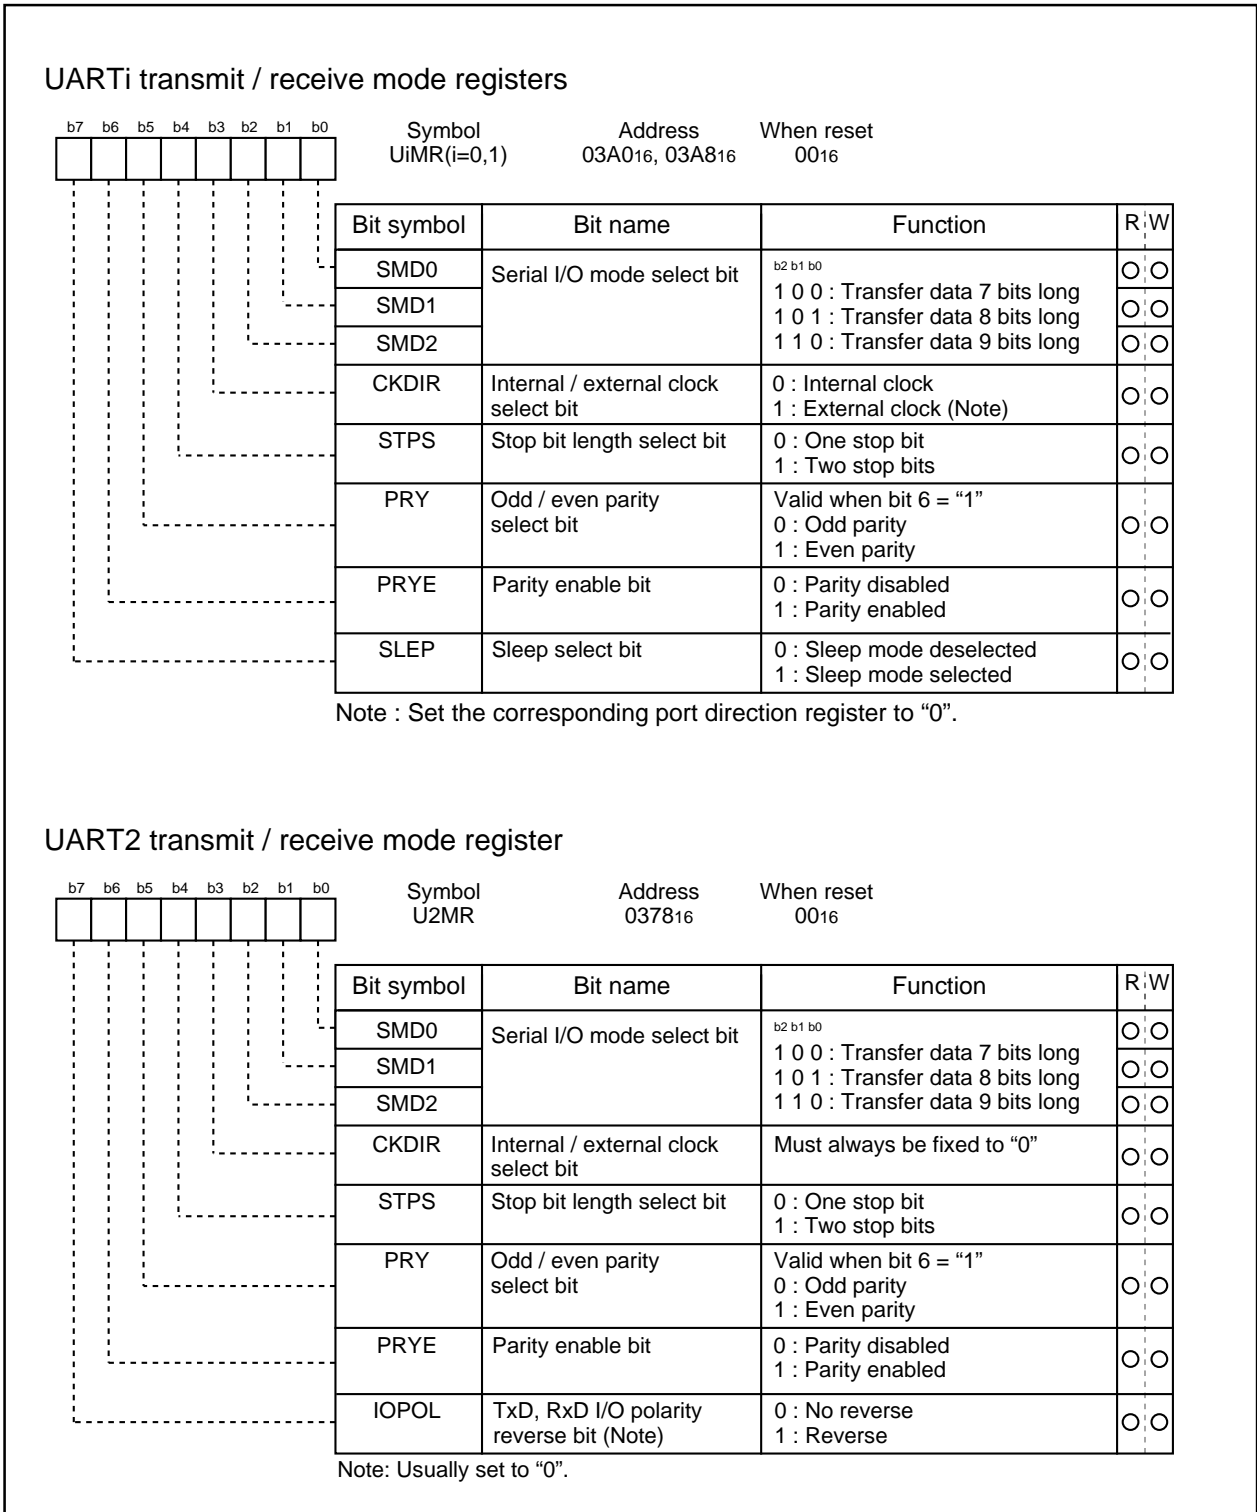 UARTi transmit / receive mode registers
b7 b6 b5 b4 b3 b2 b1 b0
Symbol Address When reset
UiMR(i=0,1) 03A016, 03A816 0016
Bit symbol Bit name Function R W
SMD0 Serial I/O mode select bit b2 b1 b0
1 0 0 : Transfer data 7 bits long
SMD1 1 0 1 : Transfer data 8 bits long
SMD2 1 1 0 : Transfer data 9 bits long
CKDIR Internal / external clock 0 : Internal clock
select bit 1 : External clock (Note)
STPS Stop bit length select bit 0 : One stop bit
1 : Two stop bits
PRY Odd / even parity Valid when bit 6 = “1”
select bit 0 : Odd parity
1 : Even parity
PRYE Parity enable bit 0 : Parity disabled
1 : Parity enabled
SLEP Sleep select bit 0 : Sleep mode deselected
1 : Sleep mode selected
Note : Set the corresponding port direction register to “0”.
UART2 transmit / receive mode register
b7 b6 b5 b4 b3 b2 b1 b0
Symbol Address When reset
U2MR 037816 0016
Bit symbol Bit name Function R W
SMD0 Serial I/O mode select bit b2 b1 b0
1 0 0 : Transfer data 7 bits long
SMD1 1 0 1 : Transfer data 8 bits long
SMD2 1 1 0 : Transfer data 9 bits long
CKDIR Internal / external clock Must always be fixed to “0”
select bit
STPS Stop bit length select bit 0 : One stop bit
1 : Two stop bits
PRY Odd / even parity Valid when bit 6 = “1”
select bit 0 : Odd parity
1 : Even parity
PRYE Parity enable bit 0 : Parity disabled
1 : Parity enabled
IOPOL TxD, RxD I/O polarity 0 : No reverse
reverse bit (Note) 1 : Reverse
Note: Usually set to “0”.